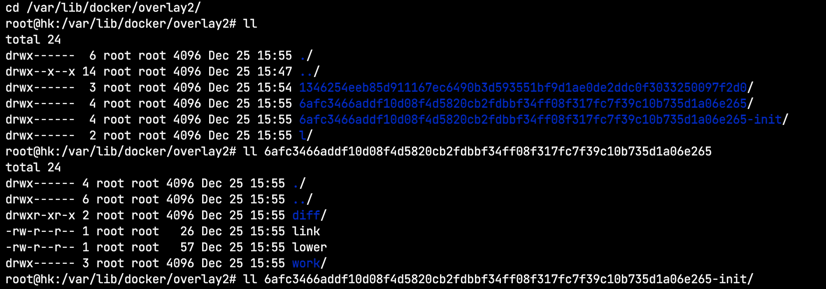 cd /var/lib/docker/overlay2/
root@hk:/var/lib/docker/overlay2# ll
total 24
drwx------  6 root root 4096 Dec 25 15:55 ./
drwx--x--x 14 root root 4096 Dec 25 15:47 ../
drwx------  3 root root 4096 Dec 25 15:54 1346254eeb85d911167ec6490b3d593551bf9d1ae0de2ddc0f3033250097f2d0/
drwx------  4 root root 4096 Dec 25 15:55 6afc3466addf10d08f4d5820cb2fdbbf34ff08f317fc7f39c10b735d1a06e265/
drwx------  4 root root 4096 Dec 25 15:55 6afc3466addf10d08f4d5820cb2fdbbf34ff08f317fc7f39c10b735d1a06e265-init/
drwx------  2 root root 4096 Dec 25 15:55 l/
root@hk:/var/lib/docker/overlay2# ll 6afc3466addf10d08f4d5820cb2fdbbf34ff08f317fc7f39c10b735d1a06e265
total 24
drwx------ 4 root root 4096 Dec 25 15:55 ./
drwx------ 6 root root 4096 Dec 25 15:55 ../
drwxr-xr-x 2 root root 4096 Dec 25 15:55 diff/
-rw-r--r-- 1 root root   26 Dec 25 15:55 link
-rw-r--r-- 1 root root   57 Dec 25 15:55 lower
drwx------ 3 root root 4096 Dec 25 15:55 work/
root@hk:/var/lib/docker/overlay2# ll 6afc3466addf10d08f4d5820cb2fdbbf34ff08f317fc7f39c10b735d1a06e265-init/